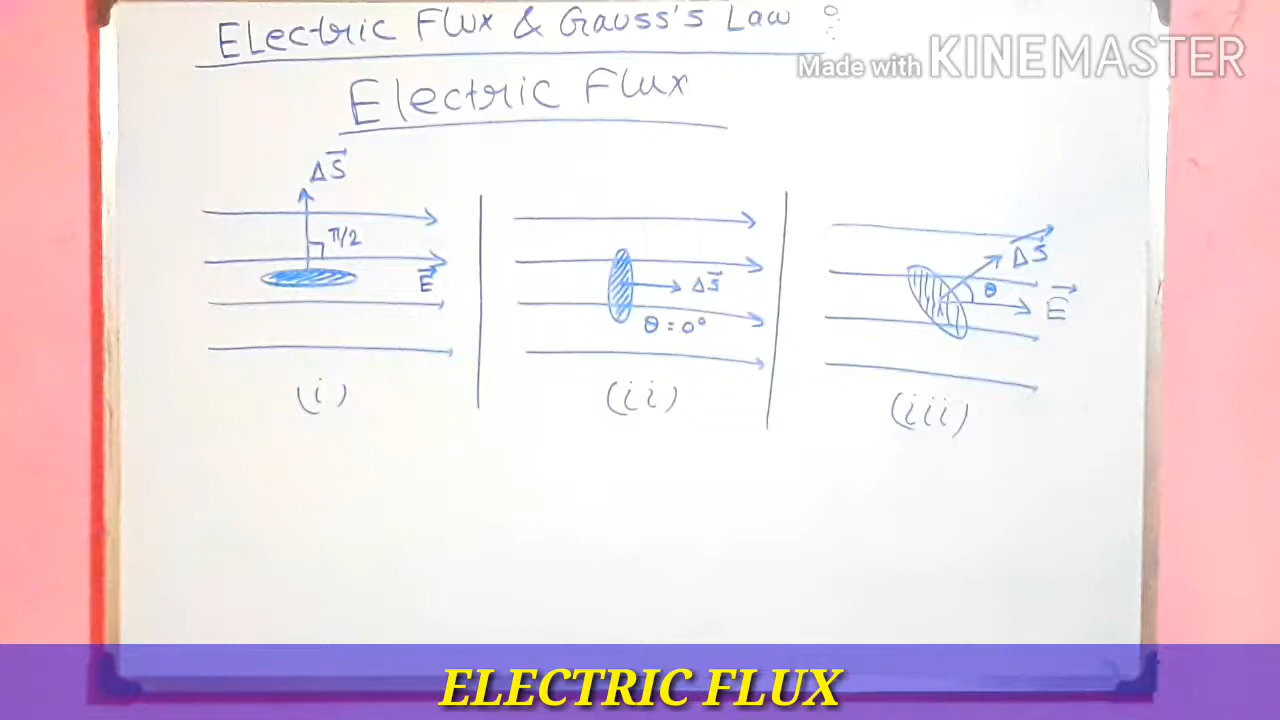 Electric Flux & Gauss's Law :
Made with KINEMASTER
Electric Flux
ΔS⃗
π/2
E⃗
(i)
ΔS⃗
θ = 0°
(ii)
ΔS⃗
θ
E⃗
(iii)
ELECTRIC FLUX